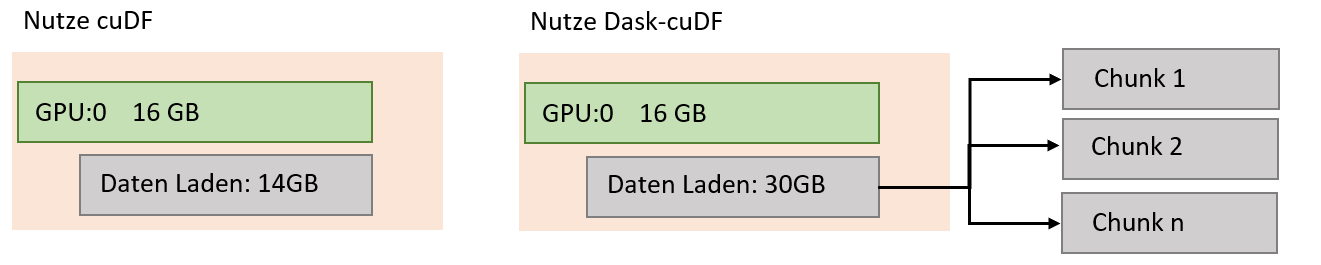 Nutze cuDF
GPU:0 16 GB
Daten Laden: 14GB
Nutze Dask-cuDF
GPU:0 16 GB
Daten Laden: 30GB
Chunk 1
Chunk 2
Chunk n